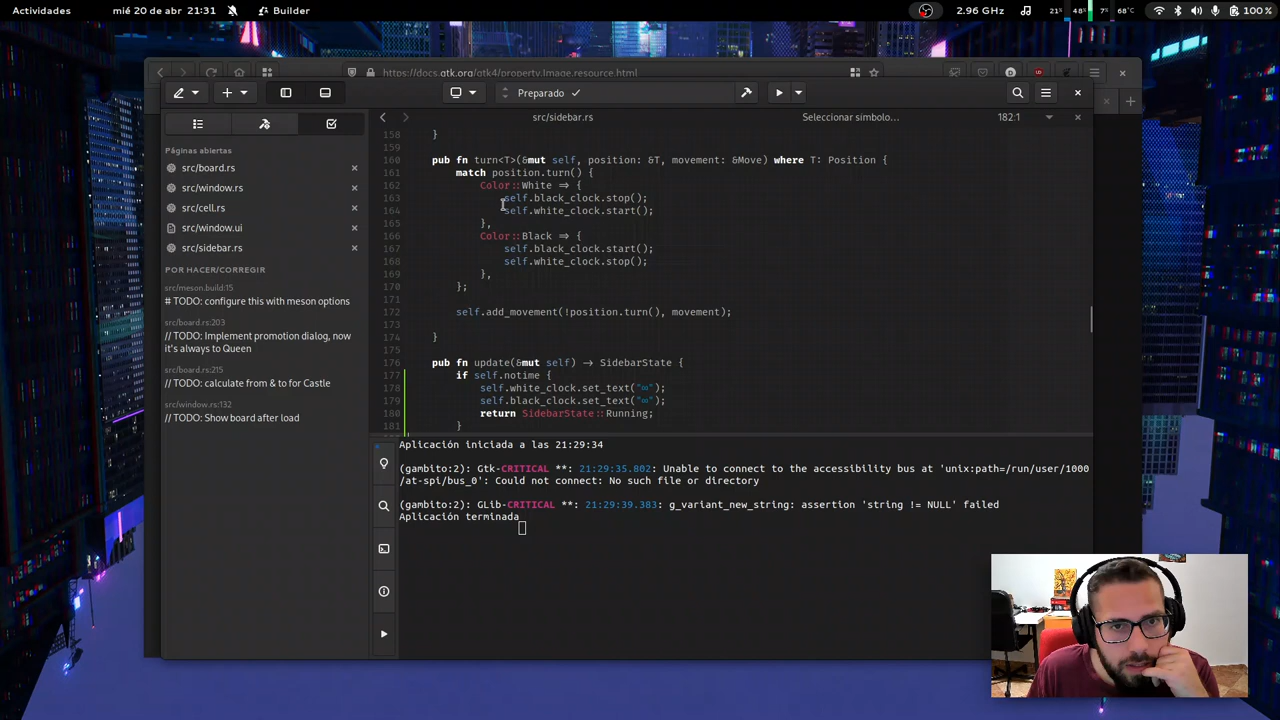 Actividades
mié 20 de abr 21:31
Builder
2.96 GHz
21%
48%
7%
68°C
100 %
https://docs.gtk.org/gtk4/property.Image.resource.html
Preparado ✓
src/sidebar.rs
Seleccionar símbolo…
182:1
Páginas abiertas
src/board.rs
src/window.rs
src/cell.rs
src/window.ui
src/sidebar.rs
POR HACER/CORREGIR
src/meson.build:15
# TODO: configure this with meson options
src/board.rs:203
// TODO: Implement promotion dialog, now
it's always to Queen
src/board.rs:215
// TODO: calculate from & to for Castle
src/window.rs:132
// TODO: Show board after load
158 }
159
160 pub fn turn<T>(&mut self, position: &T, movement: &Move) where T: Position {
161 match position.turn() {
162 Color::White => {
163 self.black_clock.stop();
164 self.white_clock.start();
165 },
166 Color::Black => {
167 self.black_clock.start();
168 self.white_clock.stop();
169 },
170 };
171
172 self.add_movement(!position.turn(), movement);
173
174 }
175
176 pub fn update(&mut self) -> SidebarState {
177 if self.notime {
178 self.white_clock.set_text("∞");
179 self.black_clock.set_text("∞");
180 return SidebarState::Running;
181 }
Aplicación iniciada a las 21:29:34
(gambito:2): Gtk-CRITICAL **: 21:29:35.802: Unable to connect to the accessibility bus at 'unix:path=/run/user/1000
/at-spi/bus_0': Could not connect: No such file or directory
(gambito:2): GLib-CRITICAL **: 21:29:39.383: g_variant_new_string: assertion 'string != NULL' failed
Aplicación terminada